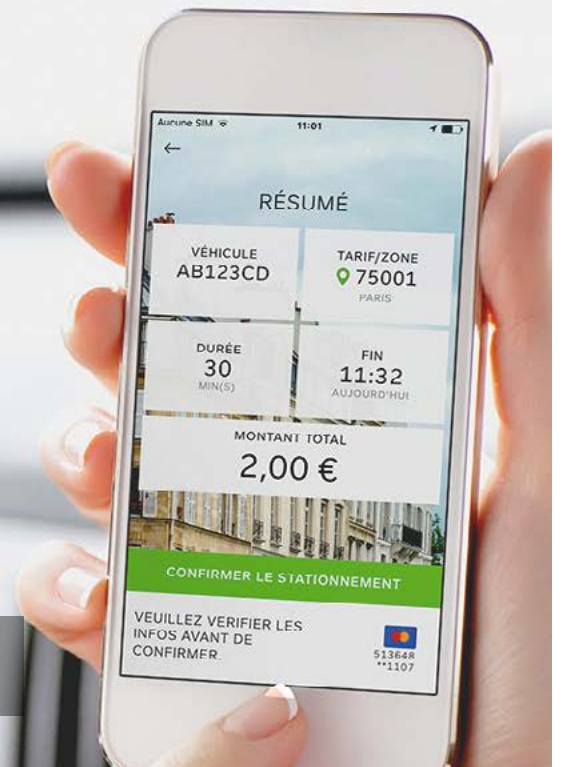 Aucune SIM 11:01
←
RÉSUMÉ
VÉHICULE
AB123CD
TARIF/ZONE
75001
PARIS
DURÉE
30
MIN(S)
FIN
11:32
AUJOURD'HUI
MONTANT TOTAL
2,00 €
CONFIRMER LE STATIONNEMENT
VEUILLEZ VERIFIER LES
INFOS AVANT DE
CONFIRMER.
513648
**1107